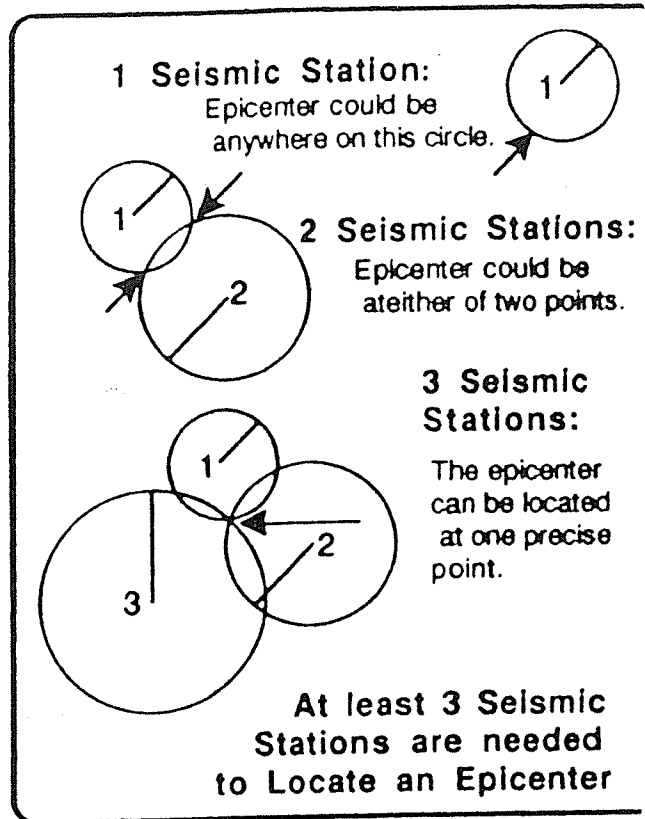 1 Seismic Station:
Epicenter could be
anywhere on this circle.
1
1
2
2 Seismic Stations:
Epicenter could be
ateither of two points.
3 Seismic
Stations:
The epicenter
can be located
at one precise
point.
1
2
3
At least 3 Seismic
Stations are needed
to Locate an Epicenter